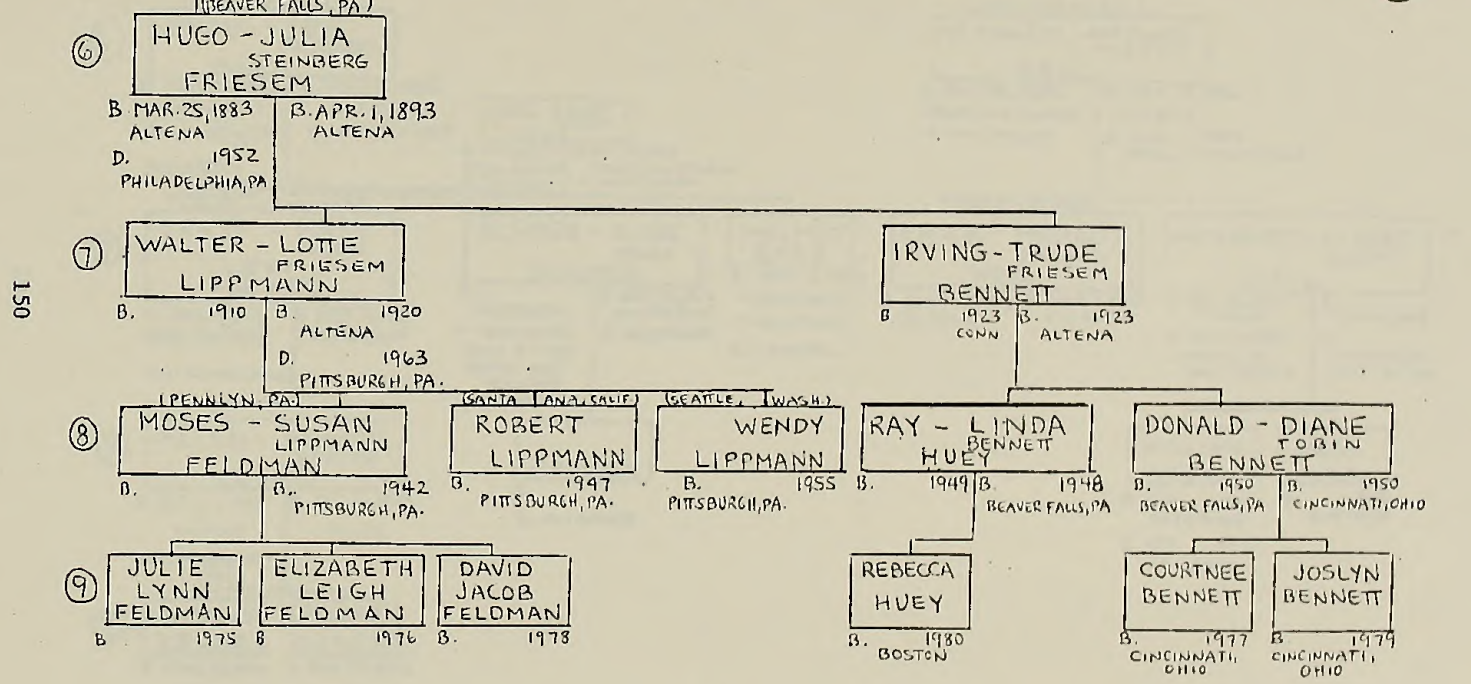 (BEAVER FALLS, PA)
⑥
HUGO - JULIA
STEINBERG
FRIESEM
B. MAR. 25, 1883 B. APR. 1, 1893
ALTENA ALTENA
D. , 1952
PHILADELPHIA, PA
⑦
WALTER - LOTTE
FRIESEM
LIPPMANN
B. 1910 B. 1920
ALTENA
D. 1963
PITTSBURGH, PA.
IRVING - TRUDE
FRIESEM
BENNETT
B 1923 B. 1923
CONN ALTENA
150
⑧
(PENNLYN, PA.)
MOSES - SUSAN
LIPPMANN
FELDMAN
B. B.. 1942
PITTSBURGH, PA.
(SANTA ANA, CALIF)
ROBERT
LIPPMANN
B. 1947
PITTSBURGH, PA.
(SEATTLE, WASH.)
WENDY
LIPPMANN
B. 1955
PITTSBURGH, PA.
RAY - LINDA
BENNETT
HUEY
B. 1949 B. 1948
BEAVER FALLS, PA
DONALD - DIANE
TOBIN
BENNETT
B. 1950 B. 1950
BEAVER FALLS, PA CINCINNATI, OHIO
⑨
JULIE
LYNN
FELDMAN
B 1975
ELIZABETH
LEIGH
FELDMAN
B 1976
DAVID
JACOB
FELDMAN
B. 1978
REBECCA
HUEY
B. 1980
BOSTON
COURTNEE
BENNETT
B. 1977
CINCINNATI,
OHIO
JOSLYN
BENNETT
B 1979
CINCINNATI,
OHIO